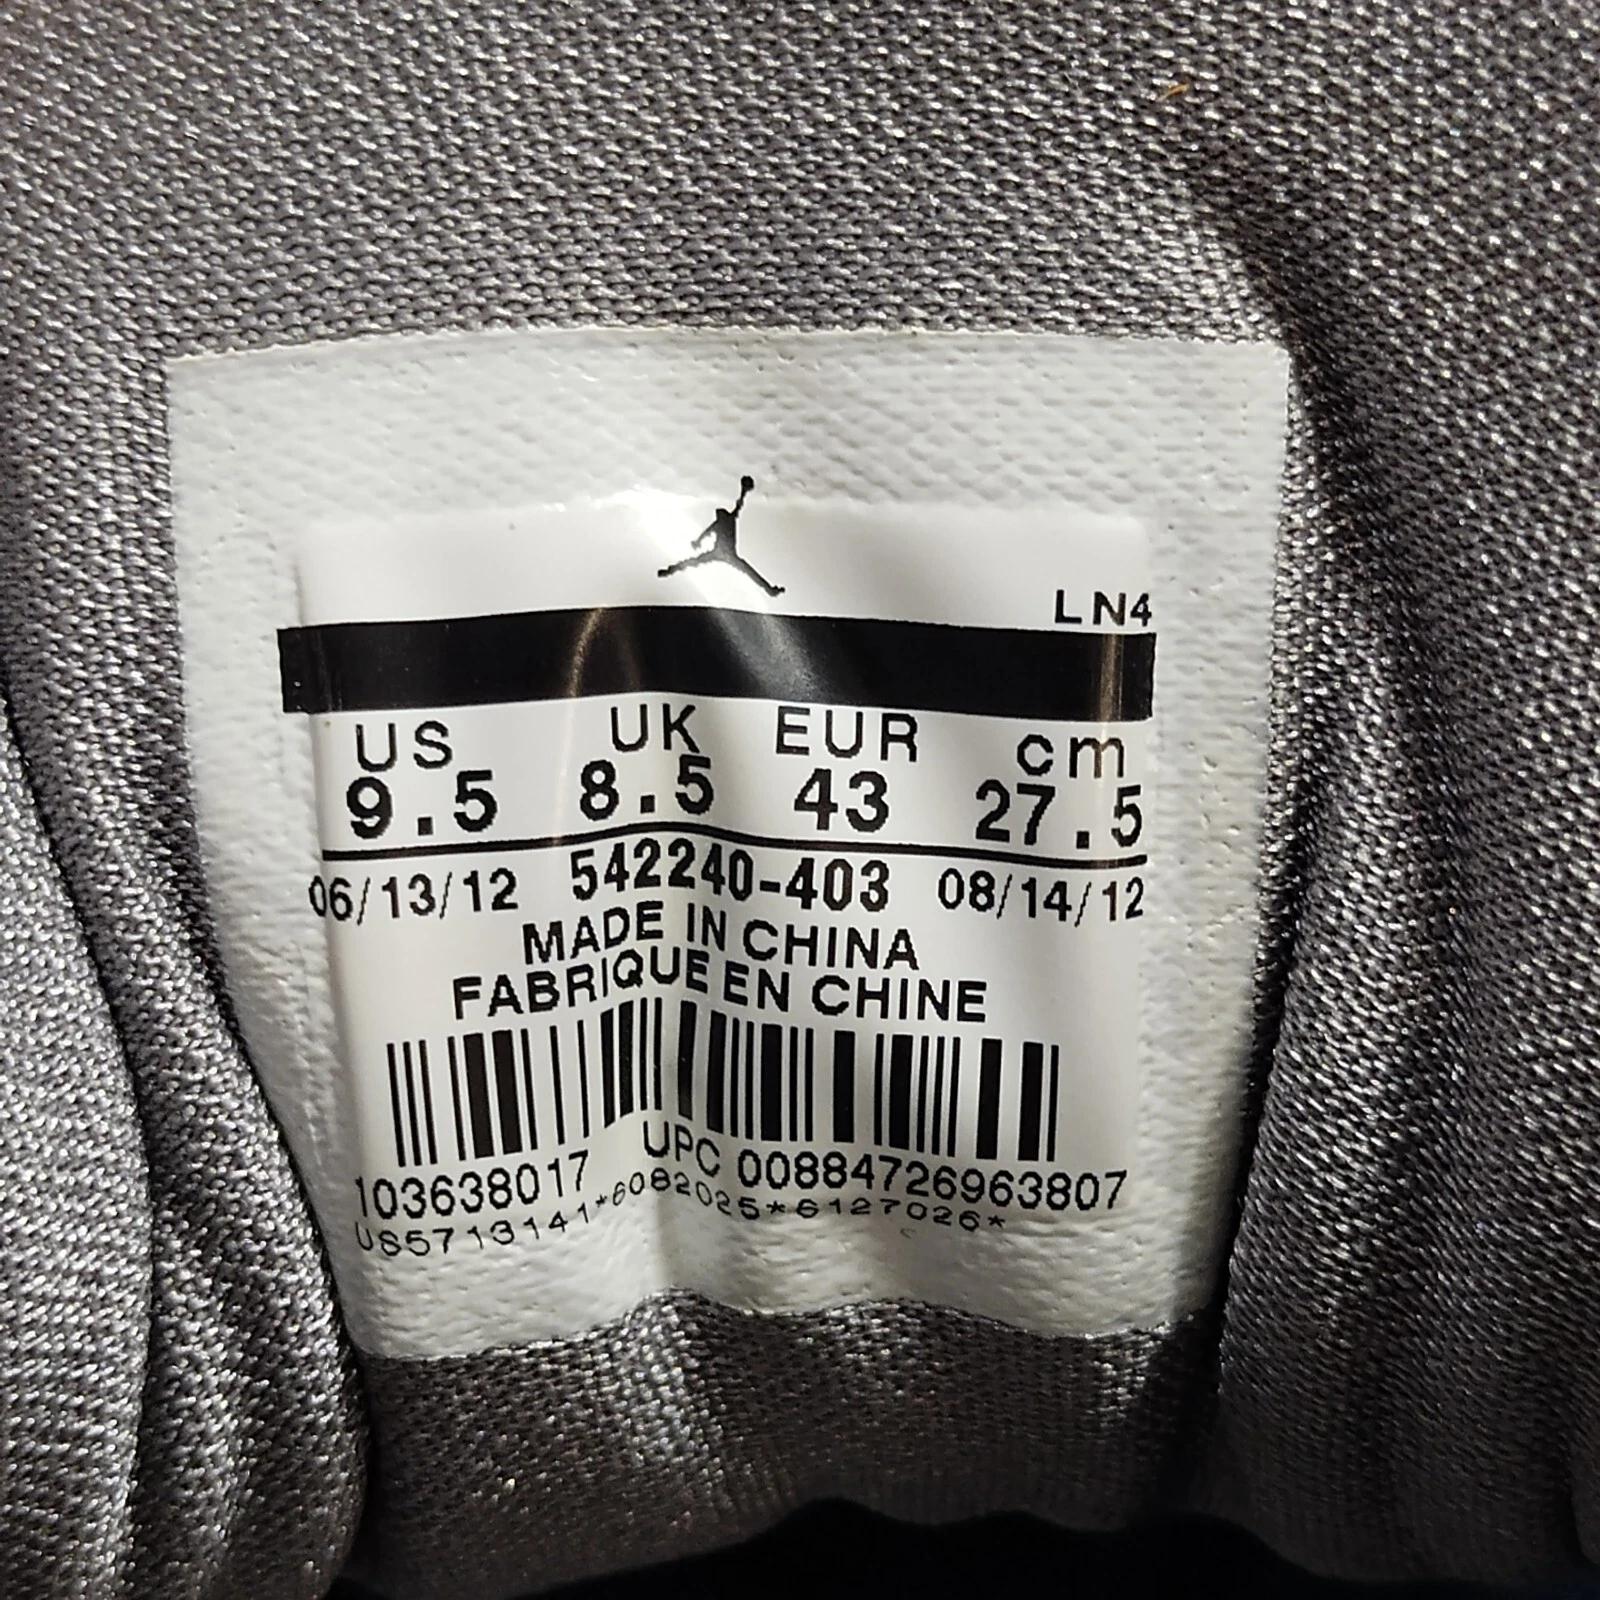 LN4
US UK EUR cm
9.5 8.5 43 27.5
06/13/12 542240-403 08/14/12
MADE IN CHINA
FABRIQUE EN CHINE
103638017 UPC 00884726963807
US5713141*6082025*6127026*